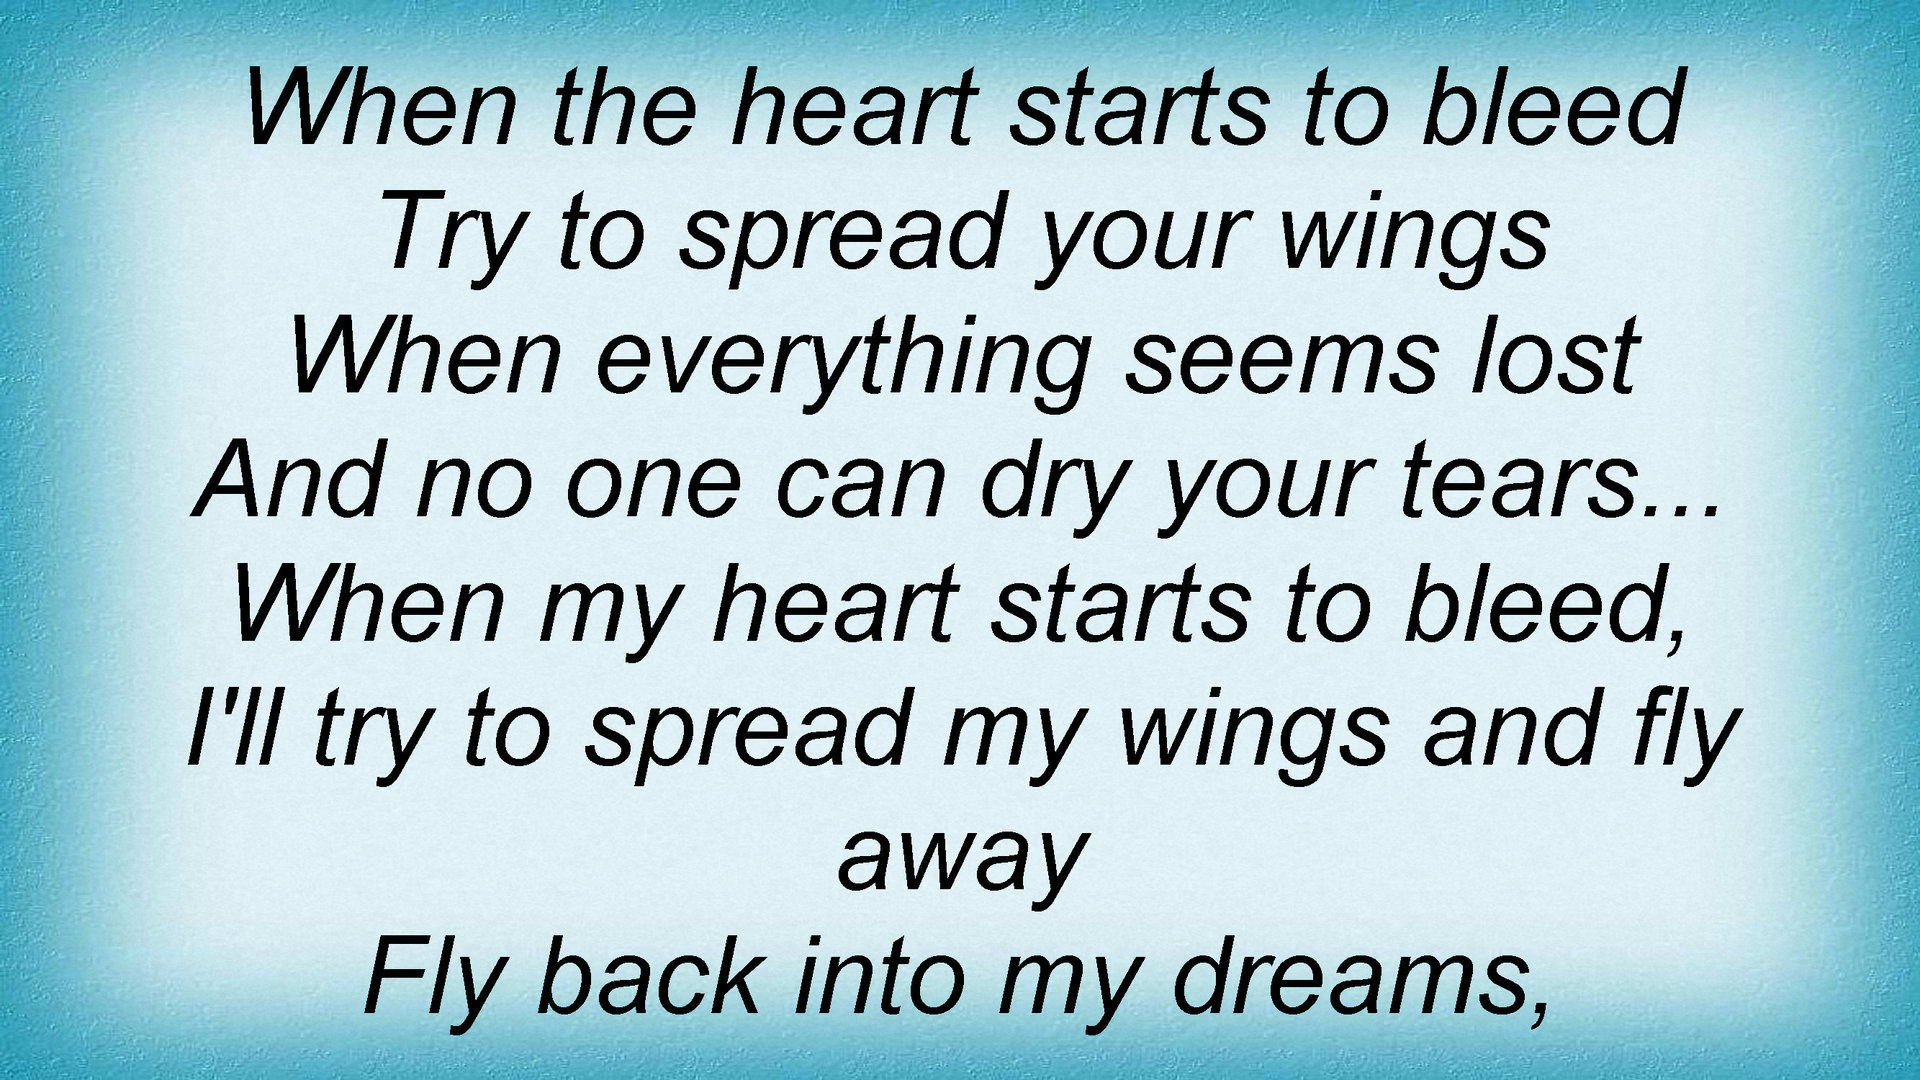 When the heart starts to bleed
Try to spread your wings
When everything seems lost
And no one can dry your tears...
When my heart starts to bleed,
I'll try to spread my wings and fly
away
Fly back into my dreams,